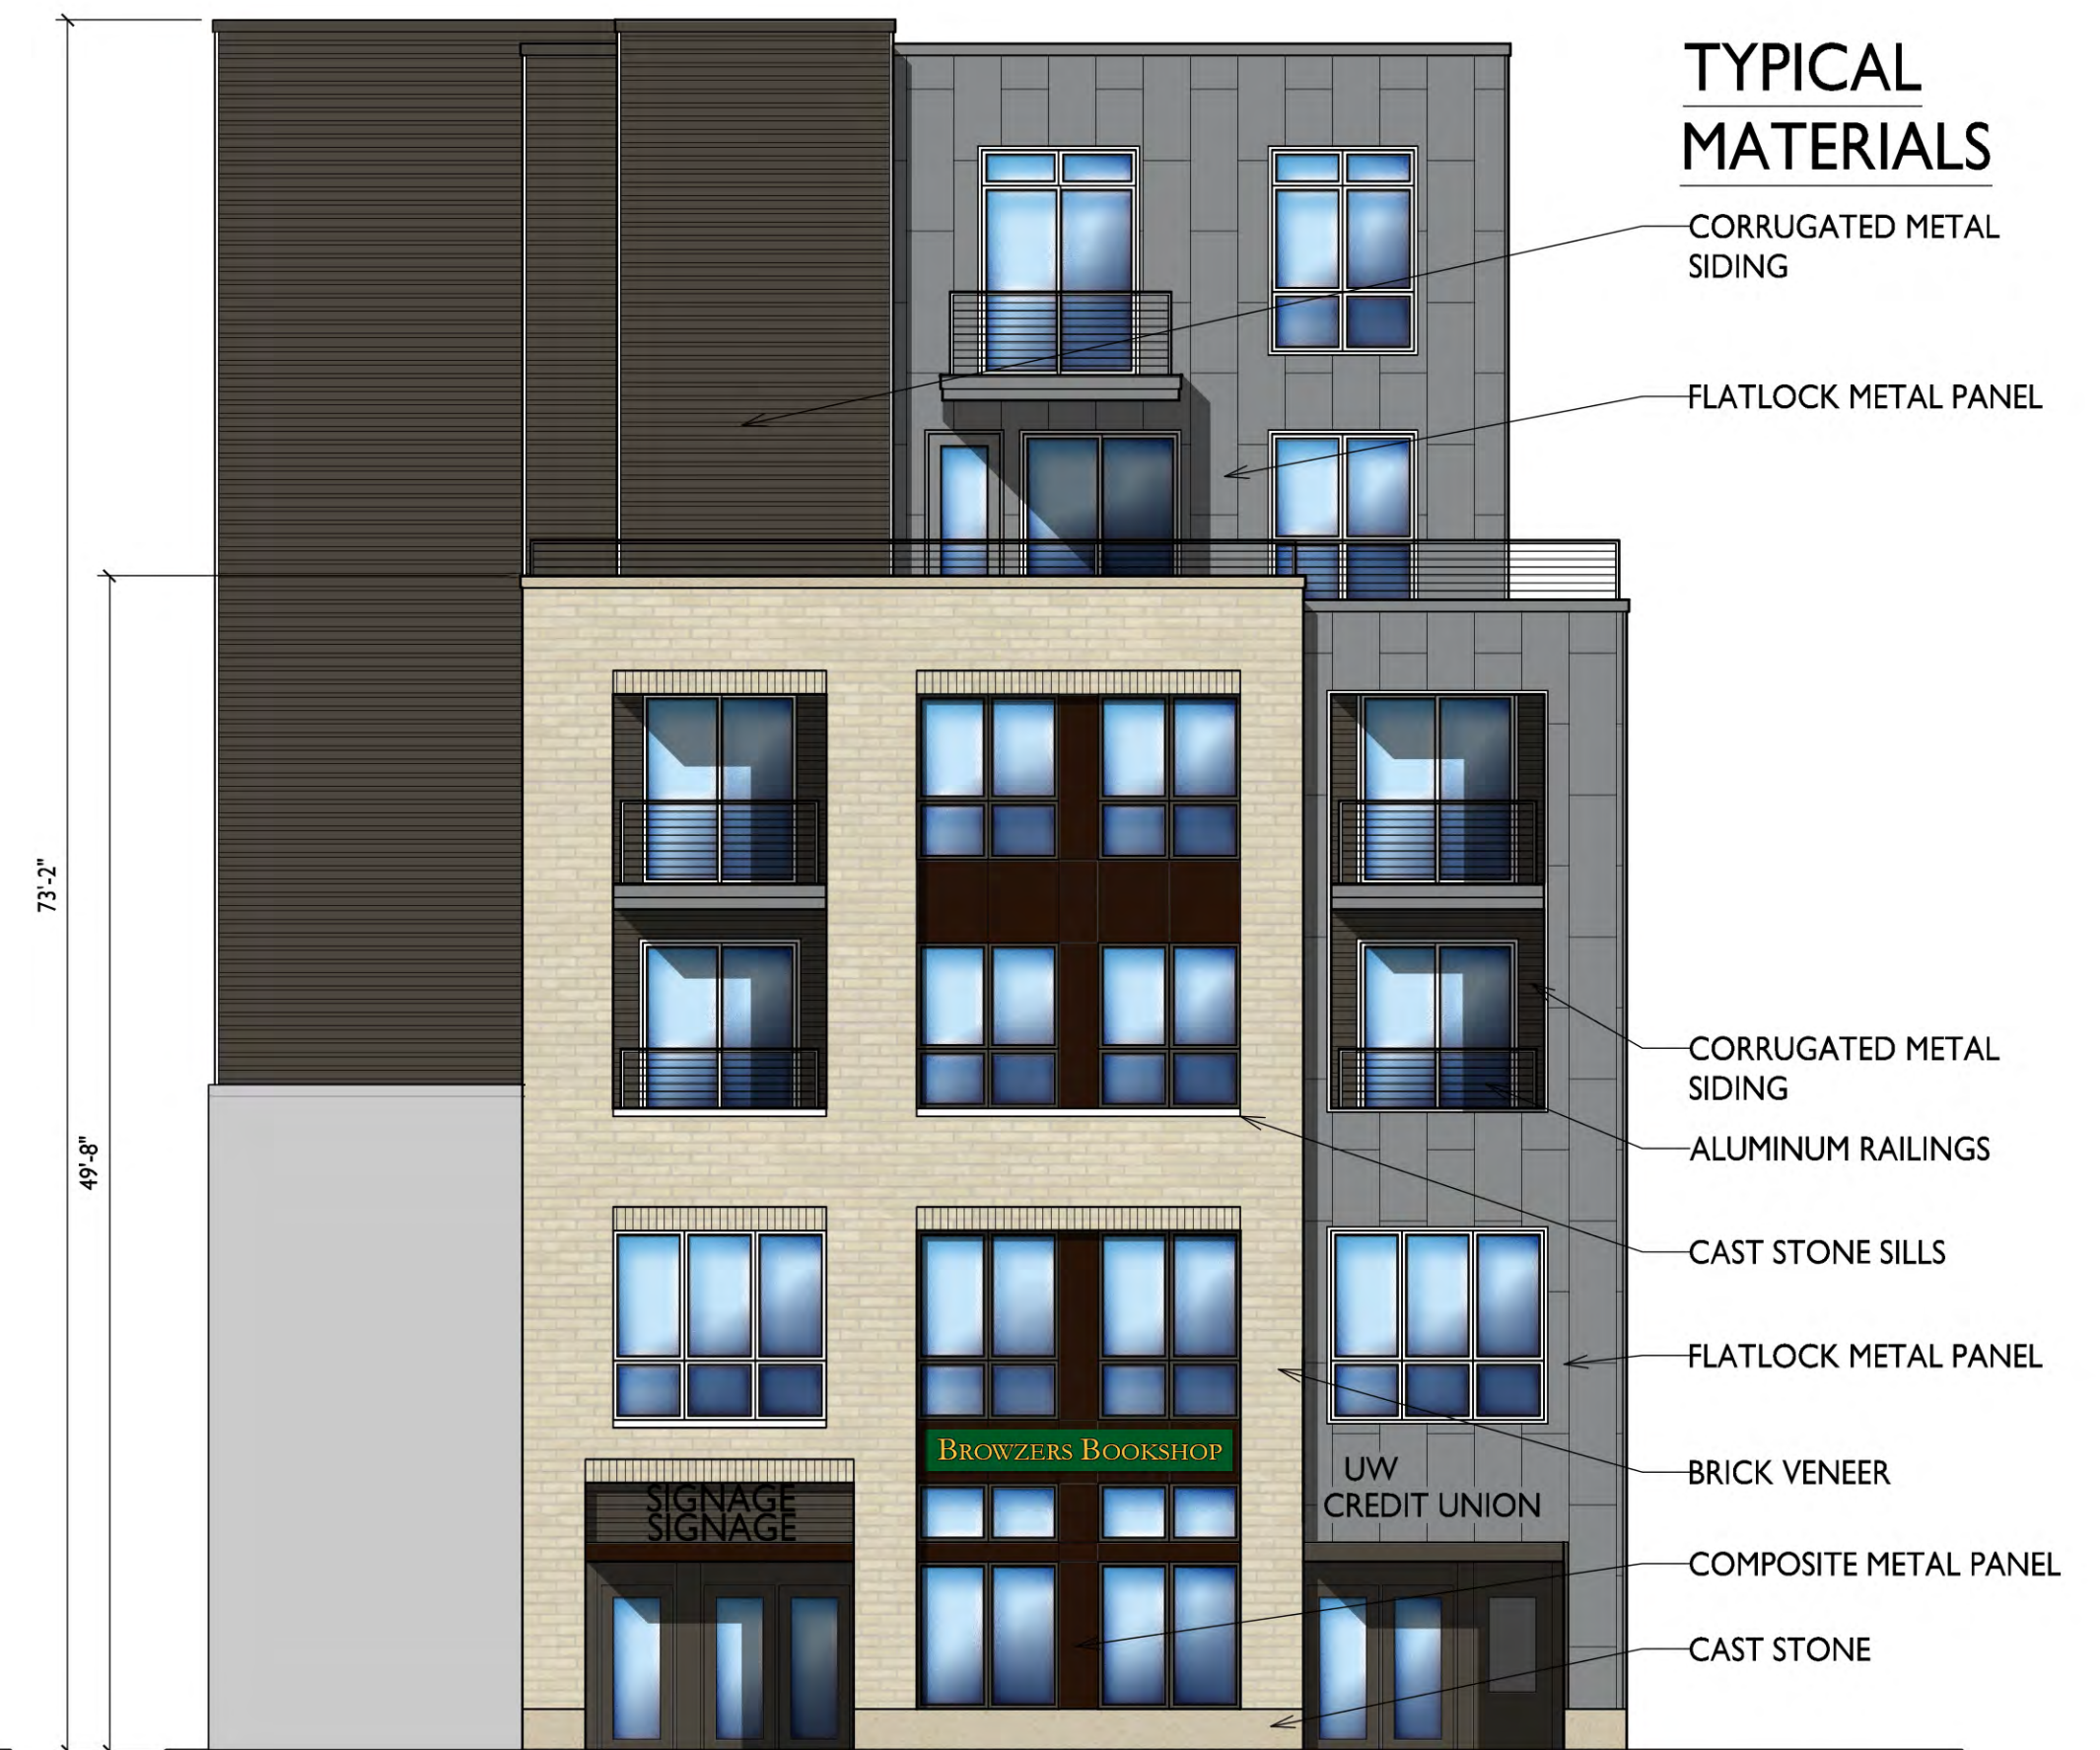 TYPICAL
MATERIALS
CORRUGATED METAL
SIDING
FLATLOCK METAL PANEL
73'-2"
49'-8"
CORRUGATED METAL
SIDING
ALUMINUM RAILINGS
CAST STONE SILLS
FLATLOCK METAL PANEL
BROWZERS BOOKSHOP
UW
CREDIT UNION
BRICK VENEER
SIGNAGE
SIGNAGE
COMPOSITE METAL PANEL
CAST STONE